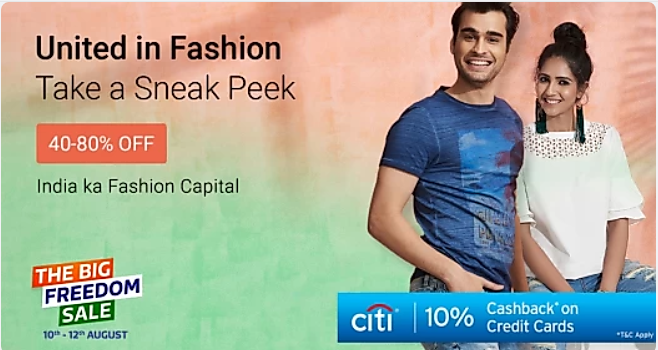 United in Fashion
Take a Sneak Peek
40-80% OFF
India ka Fashion Capital
THE BIG
FREEDOM
SALE
10th - 12th AUGUST
citi®
10%
Cashback* on
Credit Cards
*T&C Apply